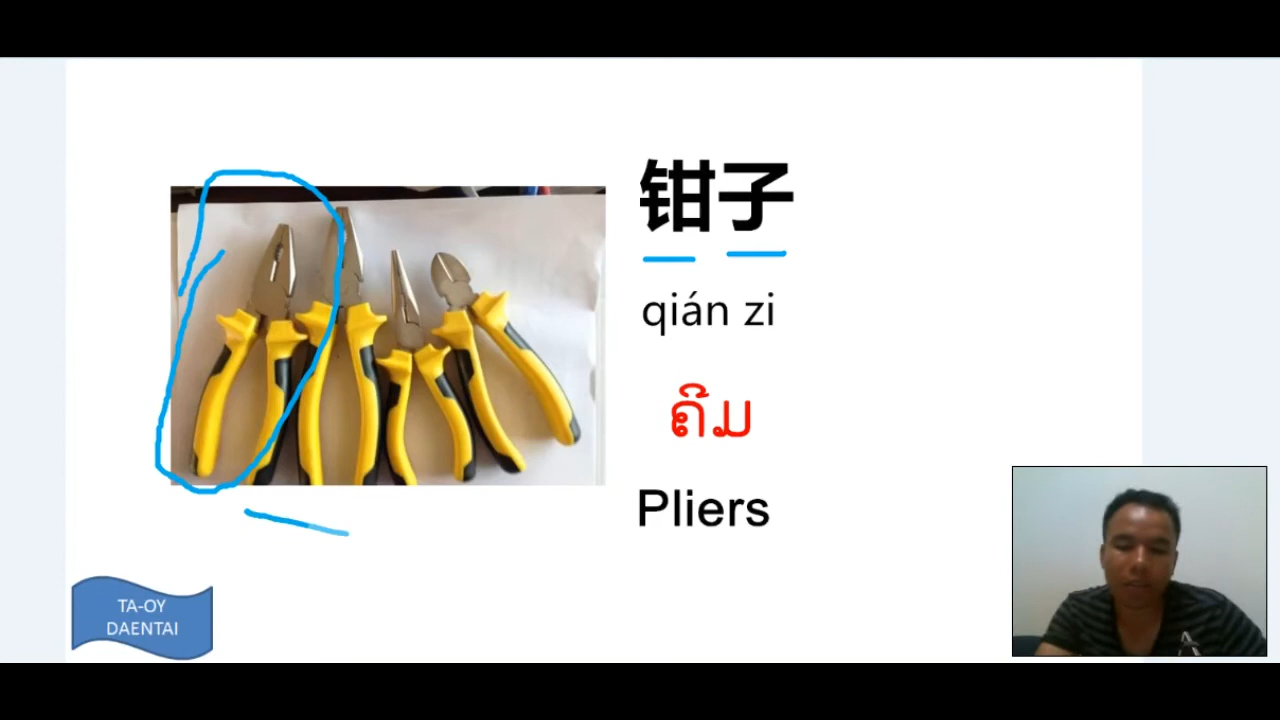 钳子
qián zi
ຄີມ
Pliers
TA-OY
DAENTAI